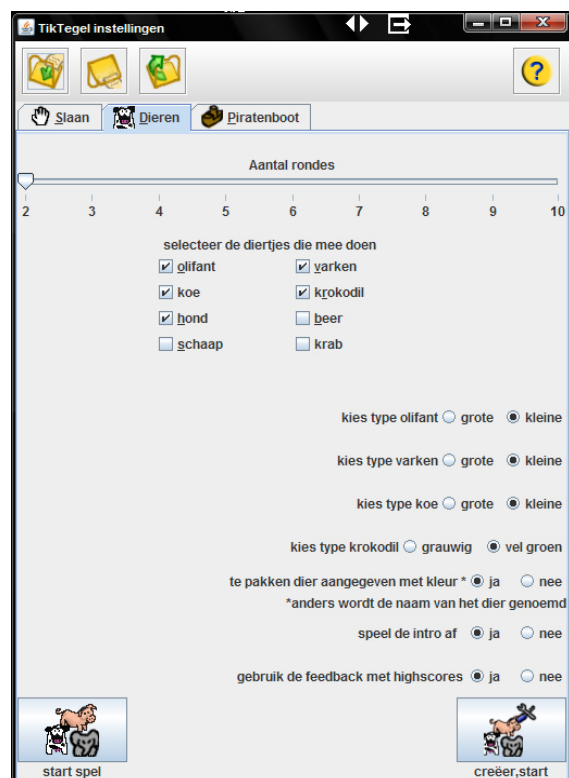 TikTegel instellingen
Slaan Dieren Piratenboot
Aantal rondes
2 3 4 5 6 7 8 9 10
selecteer de diertjes die mee doen
olifant varken
koe krokodil
hond beer
schaap krab
kies type olifant grote kleine
kies type varken grote kleine
kies type koe grote kleine
kies type krokodil grauwig vel groen
te pakken dier aangegeven met kleur * ja nee
*anders wordt de naam van het dier genoemd
speel de intro af ja nee
gebruik de feedback met highscores ja nee
start spel creëer,start